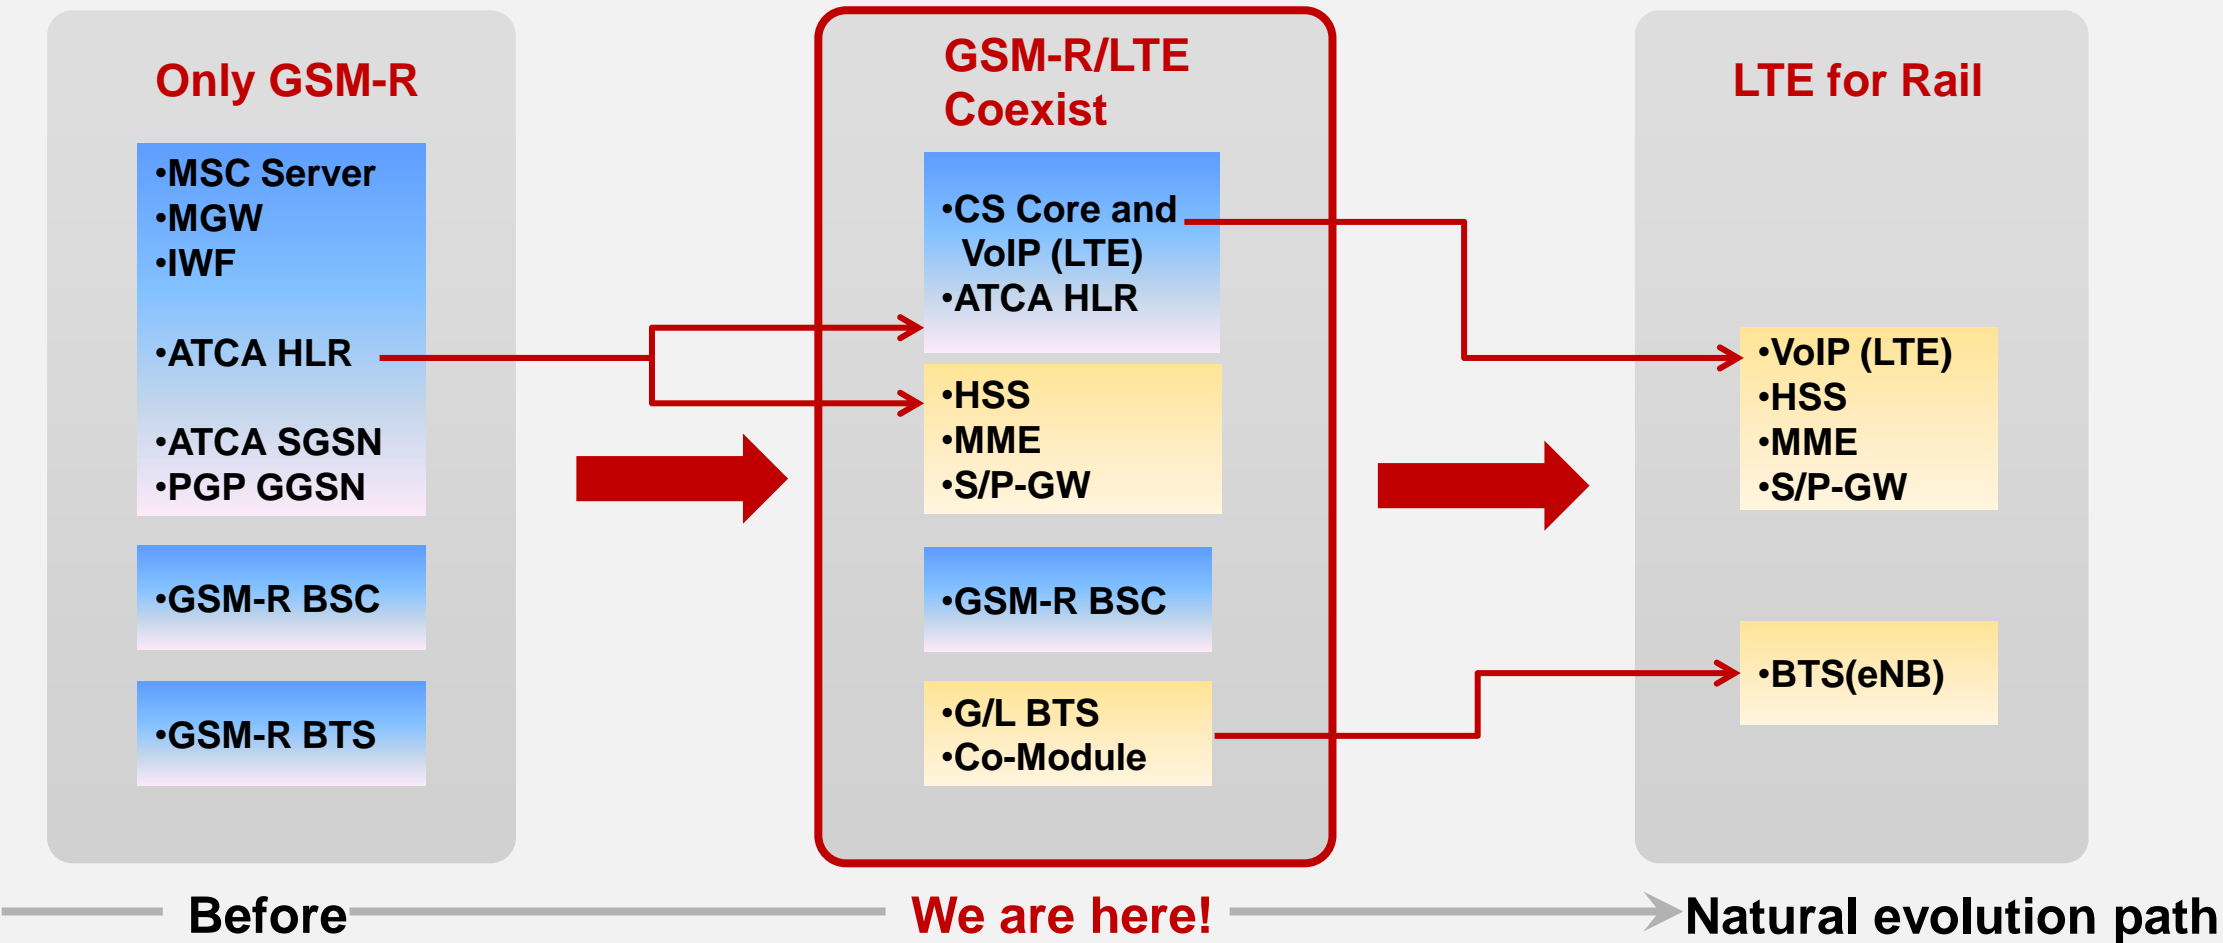 Only GSM-R
•MSC Server
•MGW
•IWF
•ATCA HLR
•ATCA SGSN
•PGP GGSN
•GSM-R BSC
•GSM-R BTS
GSM-R/LTE
Coexist
•CS Core and
VoIP (LTE)
•ATCA HLR
•HSS
•MME
•S/P-GW
•GSM-R BSC
•G/L BTS
•Co-Module
LTE for Rail
•VoIP (LTE)
•HSS
•MME
•S/P-GW
•BTS(eNB)
Before
We are here!
Natural evolution path